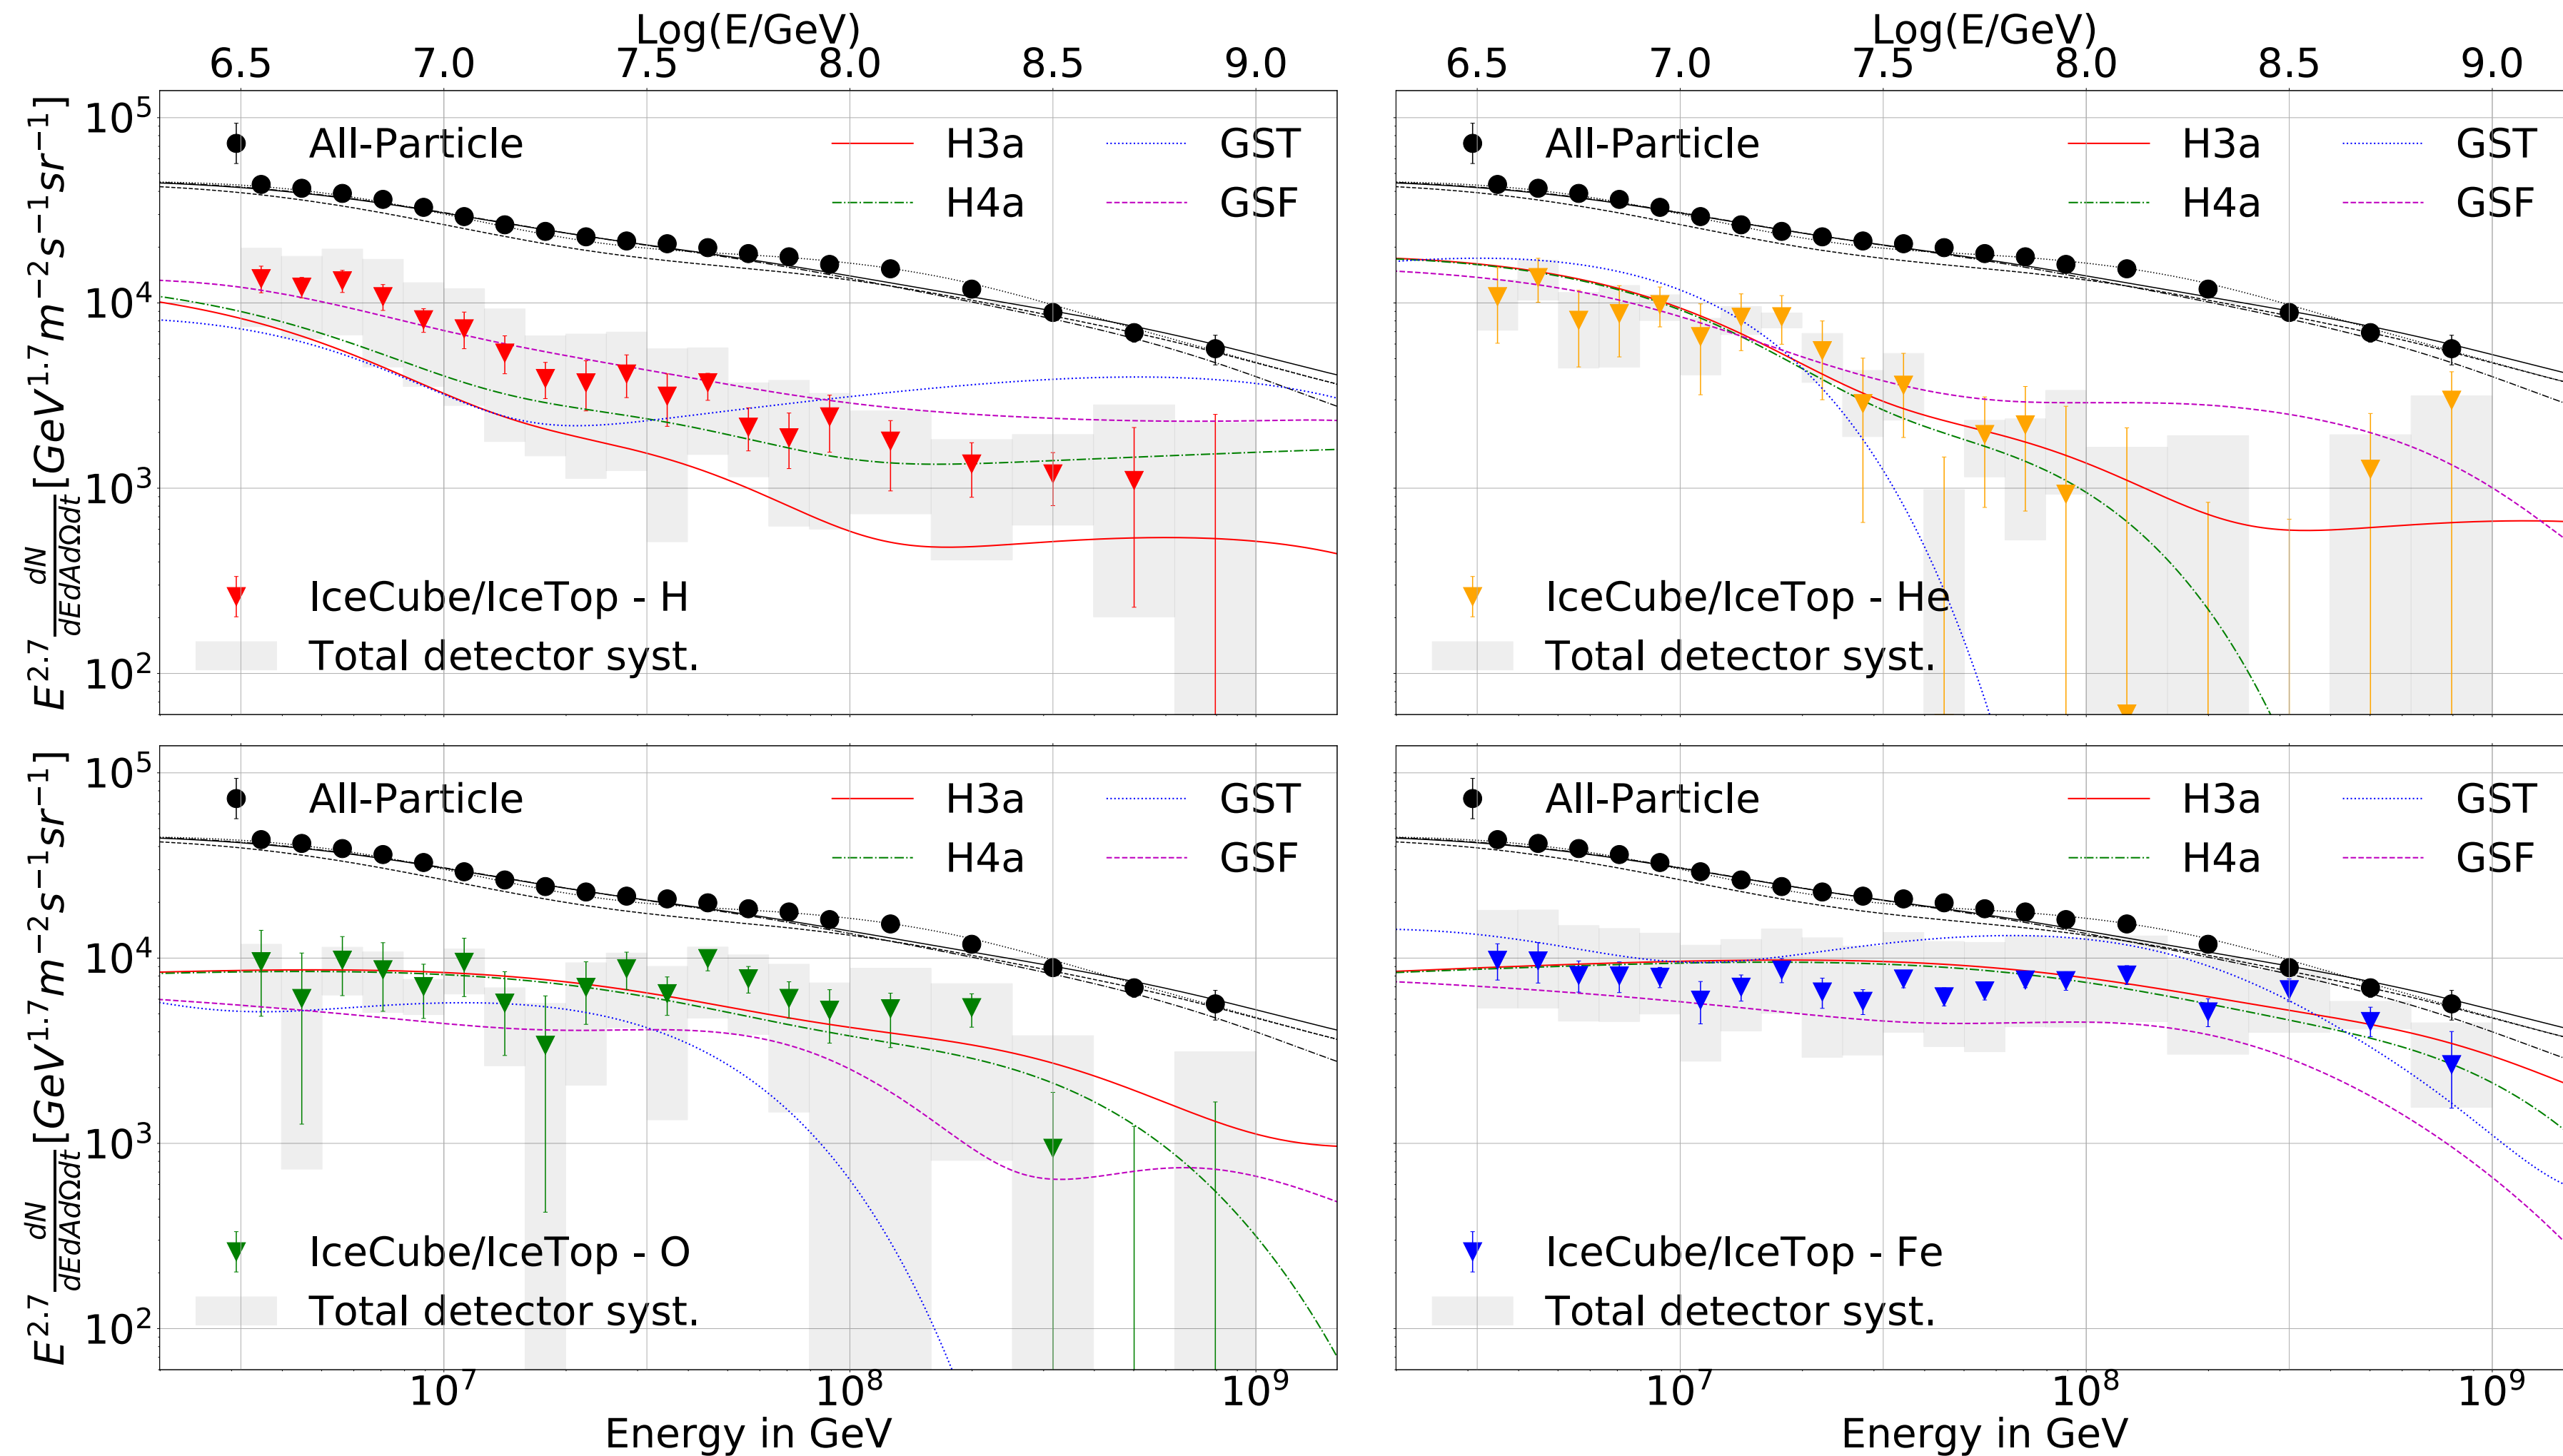 Log(E/GeV)
6.5 7.0 7.5 8.0 8.5 9.0
Log(E/GeV)
6.5 7.0 7.5 8.0 8.5 9.0
E^2.7 dN/dEdAdΩdt [GeV^1.7 m^−2 s^−1 sr^−1]
10^5
10^4
10^3
10^2
All-Particle
H3a GST
H4a GSF
IceCube/IceTop - H
Total detector syst.
All-Particle
H3a GST
H4a GSF
IceCube/IceTop - He
Total detector syst.
E^2.7 dN/dEdAdΩdt [GeV^1.7 m^−2 s^−1 sr^−1]
10^5
10^4
10^3
10^2
All-Particle
H3a GST
H4a GSF
IceCube/IceTop - O
Total detector syst.
10^7 10^8 10^9
Energy in GeV
All-Particle
H3a GST
H4a GSF
IceCube/IceTop - Fe
Total detector syst.
10^7 10^8 10^9
Energy in GeV